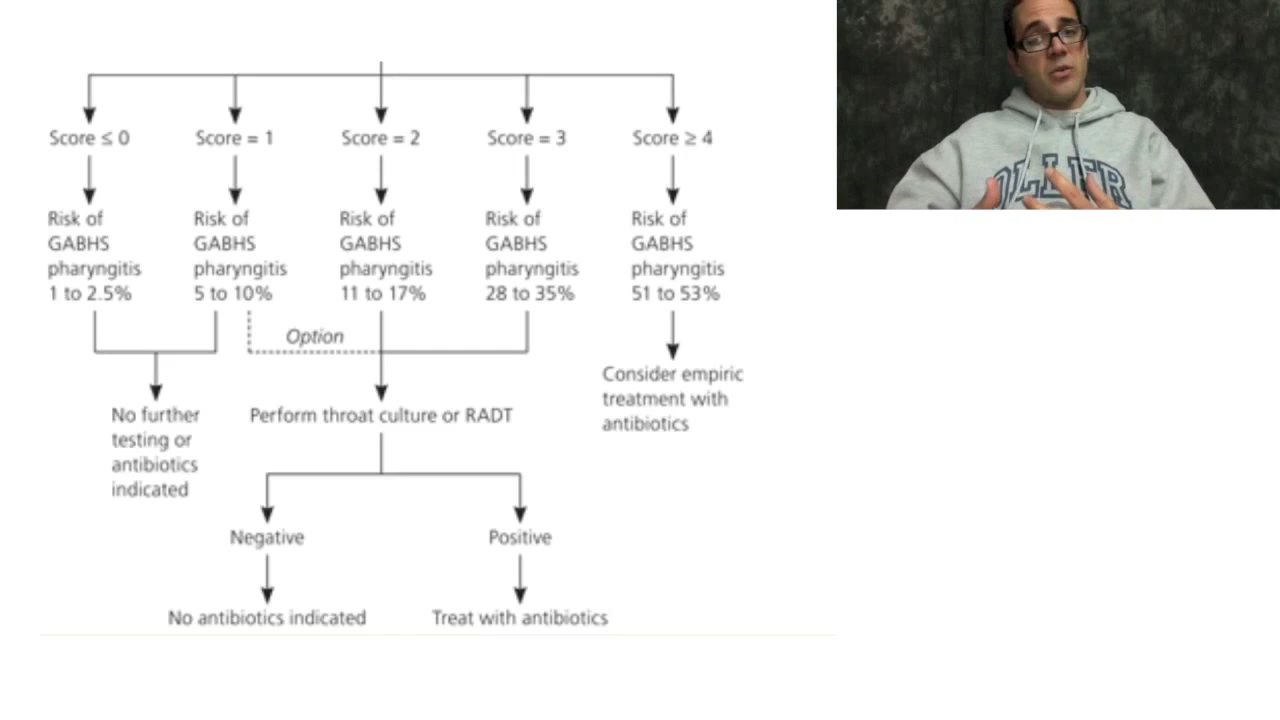 Score ≤ 0
Score = 1
Score = 2
Score = 3
Score ≥ 4
Risk of
GABHS
pharyngitis
1 to 2.5%
Risk of
GABHS
pharyngitis
5 to 10%
Risk of
GABHS
pharyngitis
11 to 17%
Risk of
GABHS
pharyngitis
28 to 35%
Risk of
GABHS
pharyngitis
51 to 53%
Option
No further
testing or
antibiotics
indicated
Perform throat culture or RADT
Consider empiric
treatment with
antibiotics
Negative
Positive
No antibiotics indicated
Treat with antibiotics